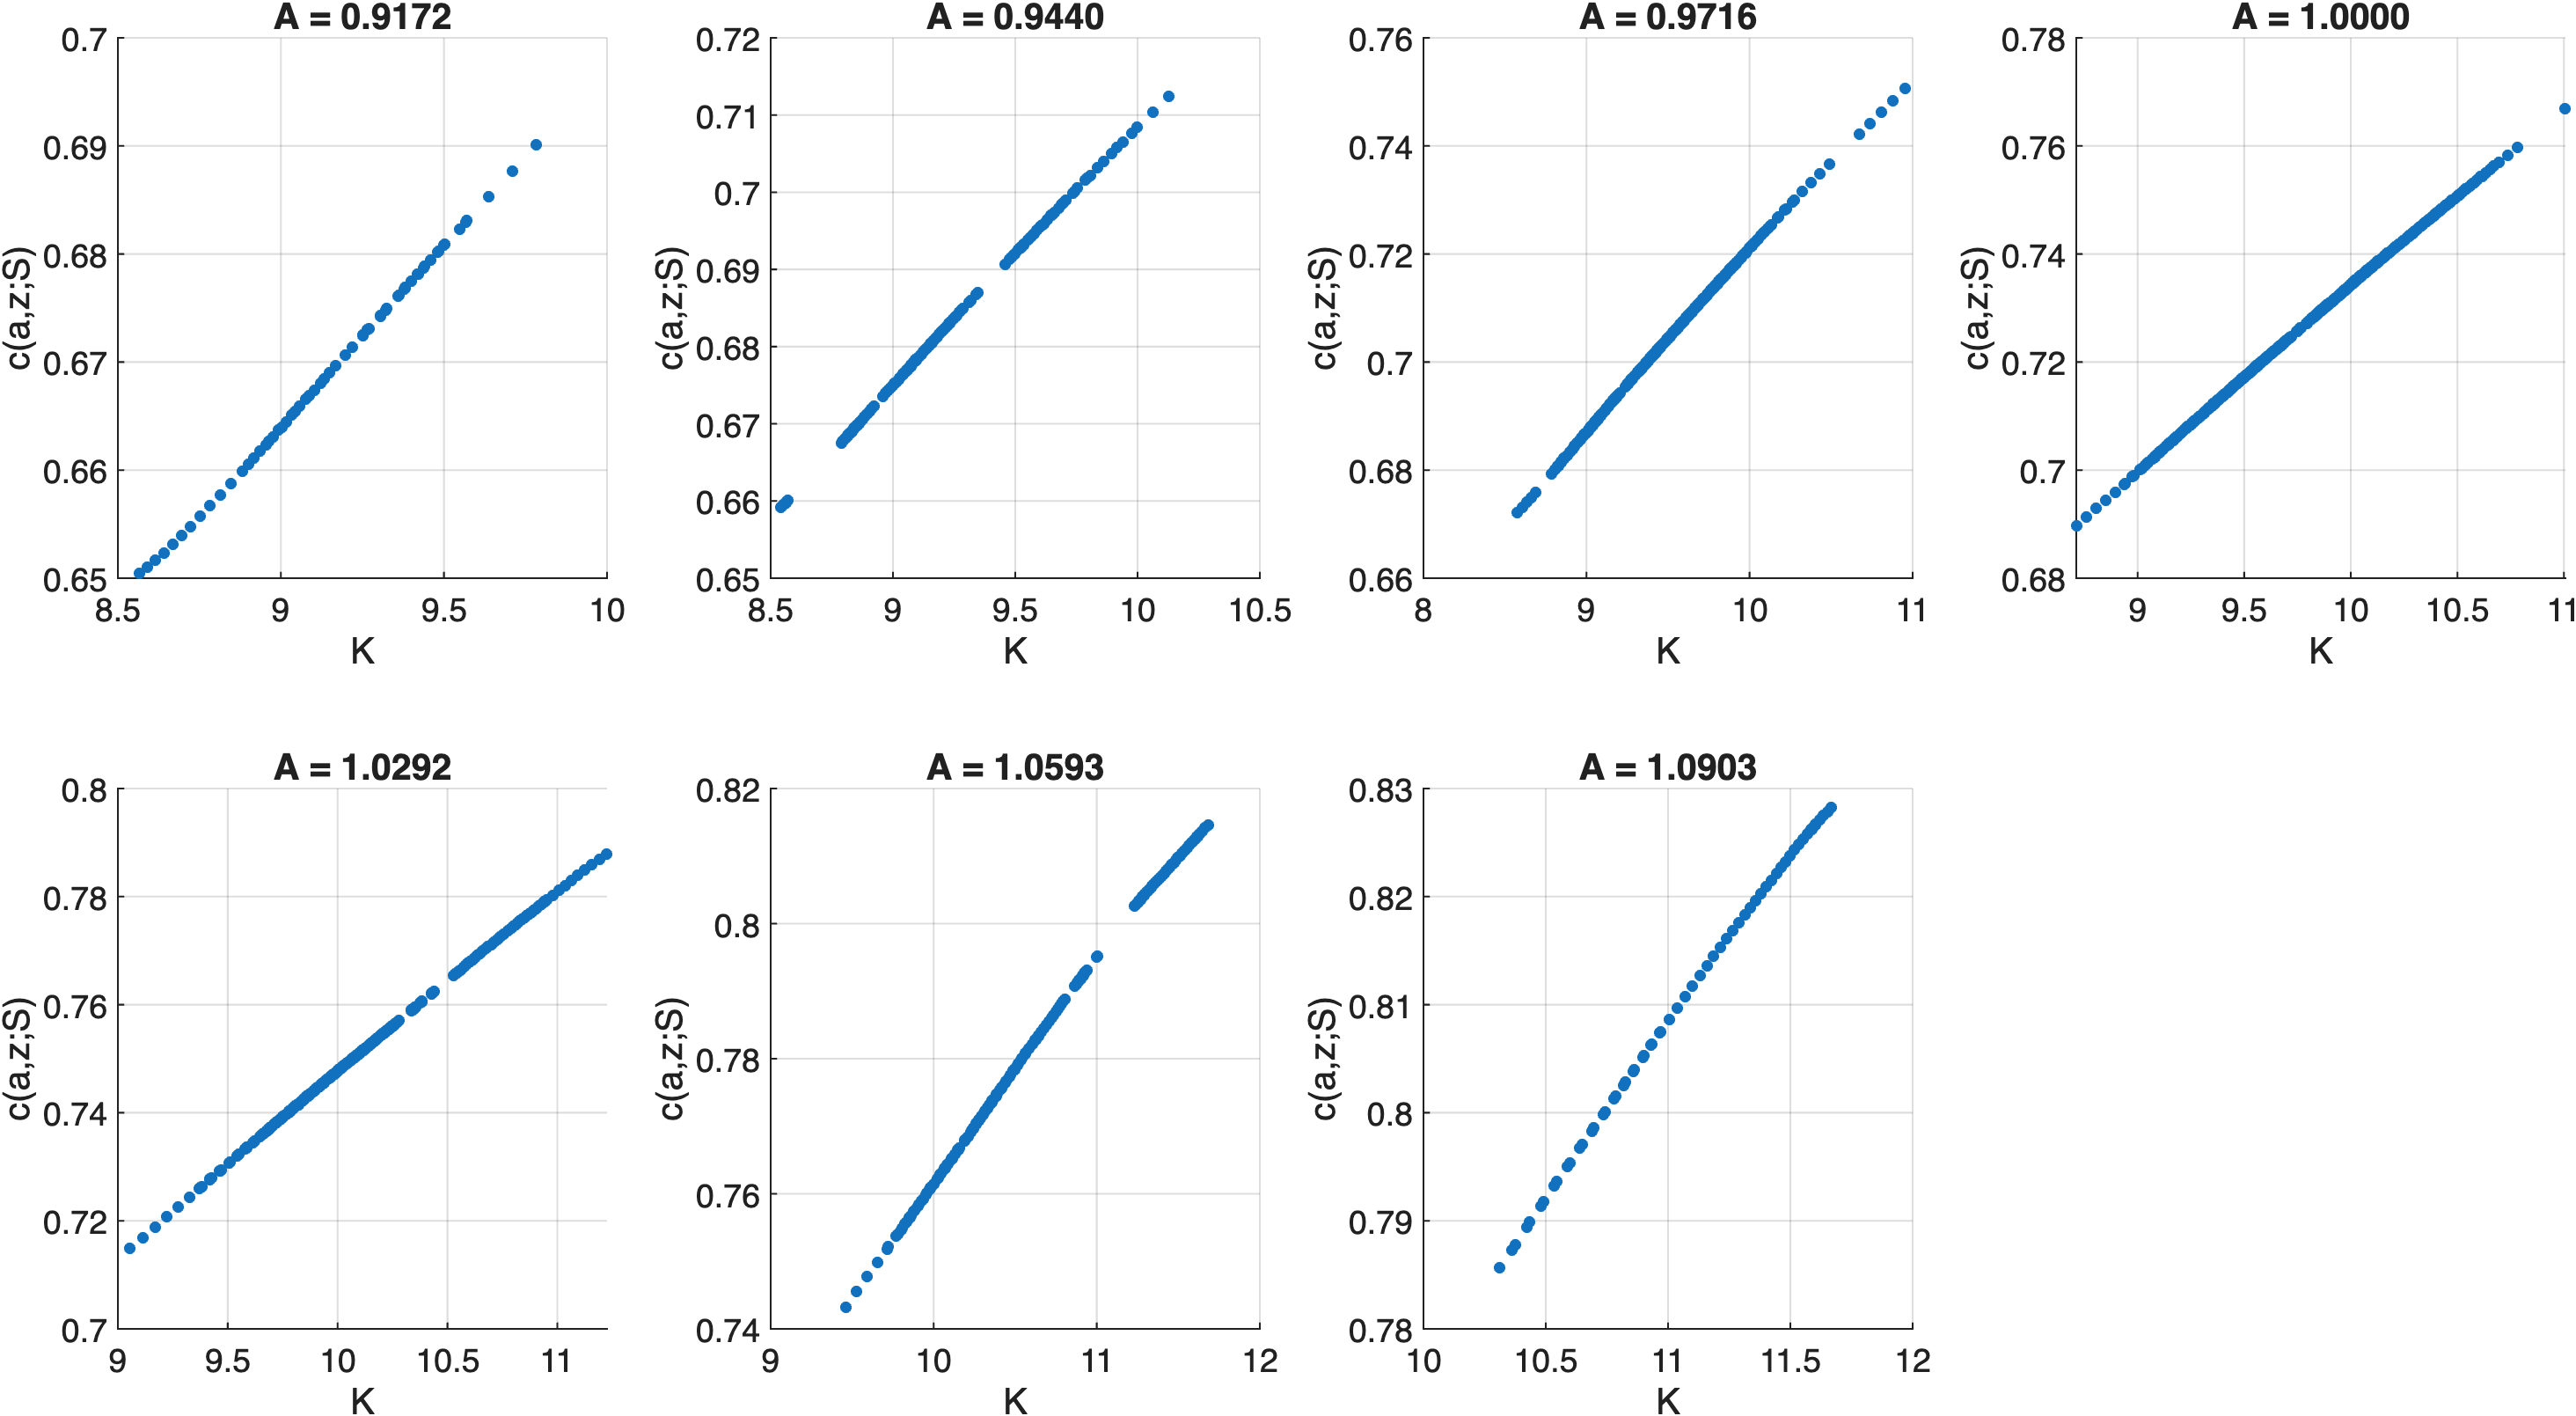 A = 0.9172
0.7
0.69
0.68
0.67
0.66
0.65
c(a,z;S)
8.5 9 9.5 10
K
A = 0.9440
0.72
0.71
0.7
0.69
0.68
0.67
0.66
0.65
c(a,z;S)
8.5 9 9.5 10 10.5
K
A = 0.9716
0.76
0.74
0.72
0.7
0.68
0.66
c(a,z;S)
8 9 10 11
K
A = 1.0000
0.78
0.76
0.74
0.72
0.7
0.68
c(a,z;S)
9 9.5 10 10.5 11
K
A = 1.0292
0.8
0.78
0.76
0.74
0.72
0.7
c(a,z;S)
9 9.5 10 10.5 11
K
A = 1.0593
0.82
0.8
0.78
0.76
0.74
c(a,z;S)
9 10 11 12
K
A = 1.0903
0.83
0.82
0.81
0.8
0.79
0.78
c(a,z;S)
10 10.5 11 11.5 12
K